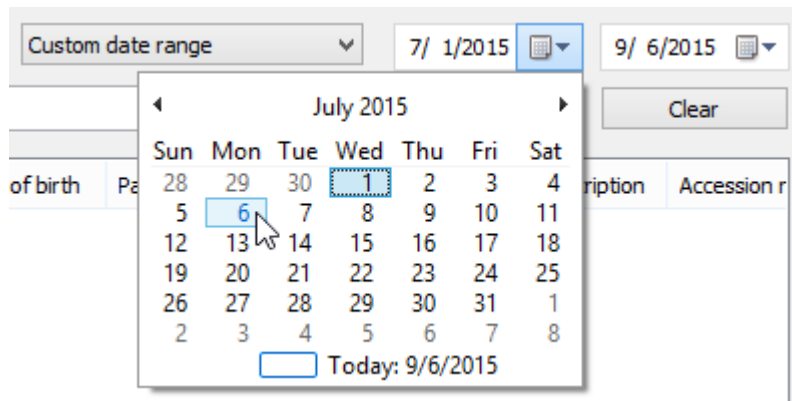 Custom date range 7/ 1/2015 9/ 6/2015
July 2015
Clear
Sun Mon Tue Wed Thu Fri Sat
of birth Pa ription Accession r
28 29 30 1 2 3 4
5 6 7 8 9 10 11
12 13 14 15 16 17 18
19 20 21 22 23 24 25
26 27 28 29 30 31 1
2 3 4 5 6 7 8
Today: 9/6/2015